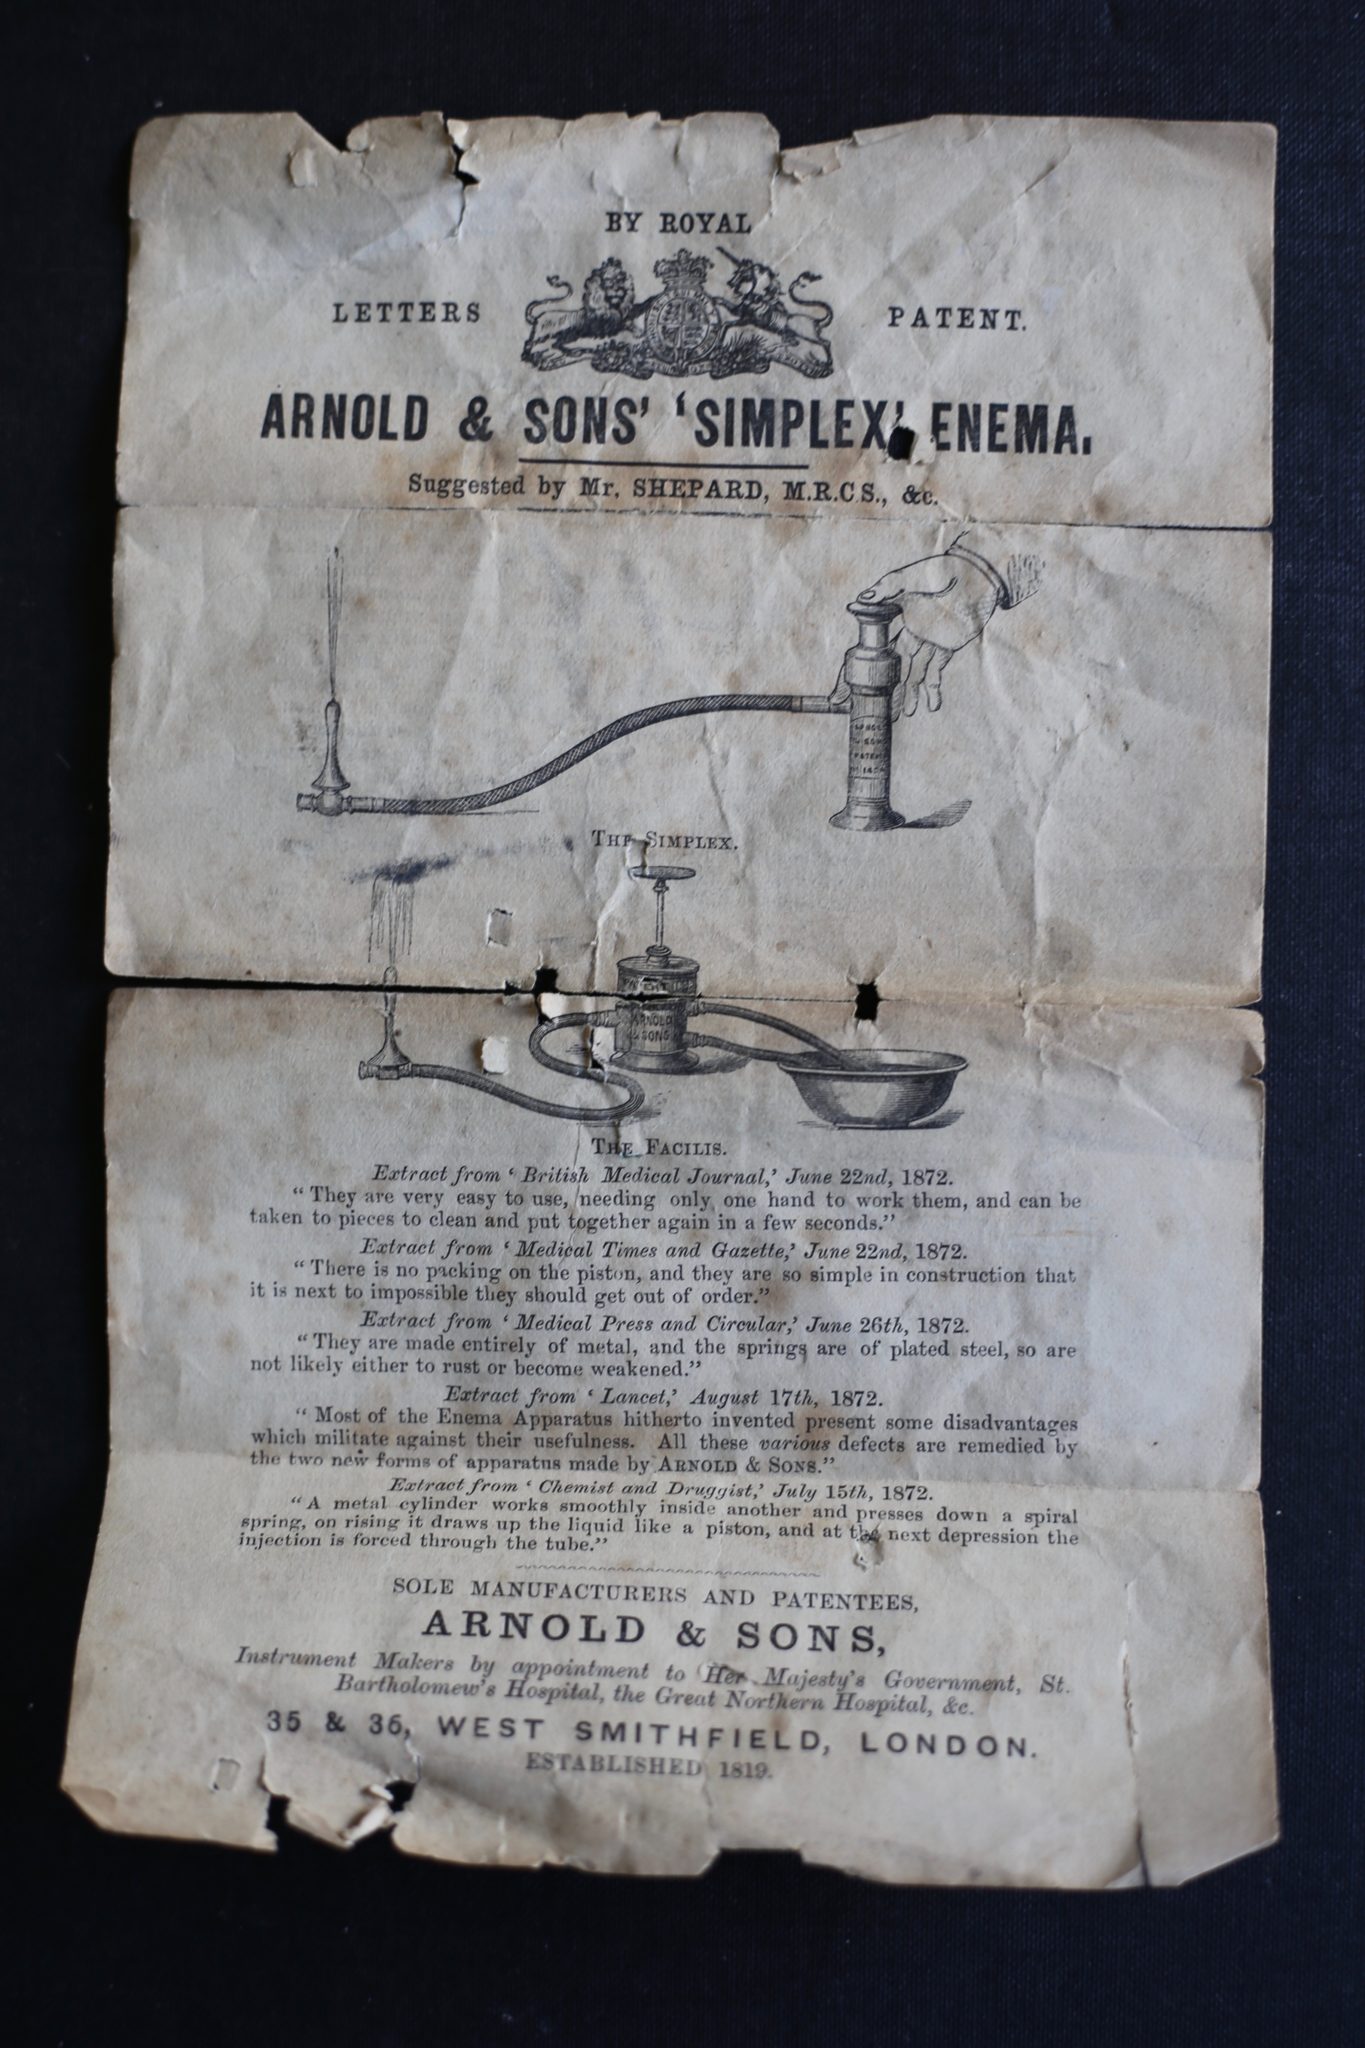 BY ROYAL
LETTERS PATENT.
ARNOLD & SONS' 'SIMPLEX' ENEMA.
Suggested by Mr. SHEPARD, M.R.C.S., &c.
THE SIMPLEX.
ARNOLD
& SONS
THE FACILIS.
Extract from ‘British Medical Journal,’ June 22nd, 1872.
“They are very easy to use, needing only one hand to work them, and can be
taken to pieces to clean and put together again in a few seconds.”
Extract from ‘Medical Times and Gazette,’ June 22nd, 1872.
“There is no packing on the piston, and they are so simple in construction that
it is next to impossible they should get out of order.”
Extract from ‘Medical Press and Circular,’ June 26th, 1872.
“They are made entirely of metal, and the springs are of plated steel, so are
not likely either to rust or become weakened.”
Extract from ‘Lancet,’ August 17th, 1872.
“Most of the Enema Apparatus hitherto invented present some disadvantages
which militate against their usefulness. All these various defects are remedied by
the two new forms of apparatus made by ARNOLD & SONS.”
Extract from ‘Chemist and Druggist,’ July 15th, 1872.
“A metal cylinder works smoothly inside another and presses down a spiral
spring, on rising it draws up the liquid like a piston, and at the next depression the
injection is forced through the tube.”
SOLE MANUFACTURERS AND PATENTEES,
ARNOLD & SONS,
Instrument Makers by appointment to Her Majesty's Government, St.
Bartholomew's Hospital, the Great Northern Hospital, &c.
35 & 36, WEST SMITHFIELD, LONDON.
ESTABLISHED 1819.